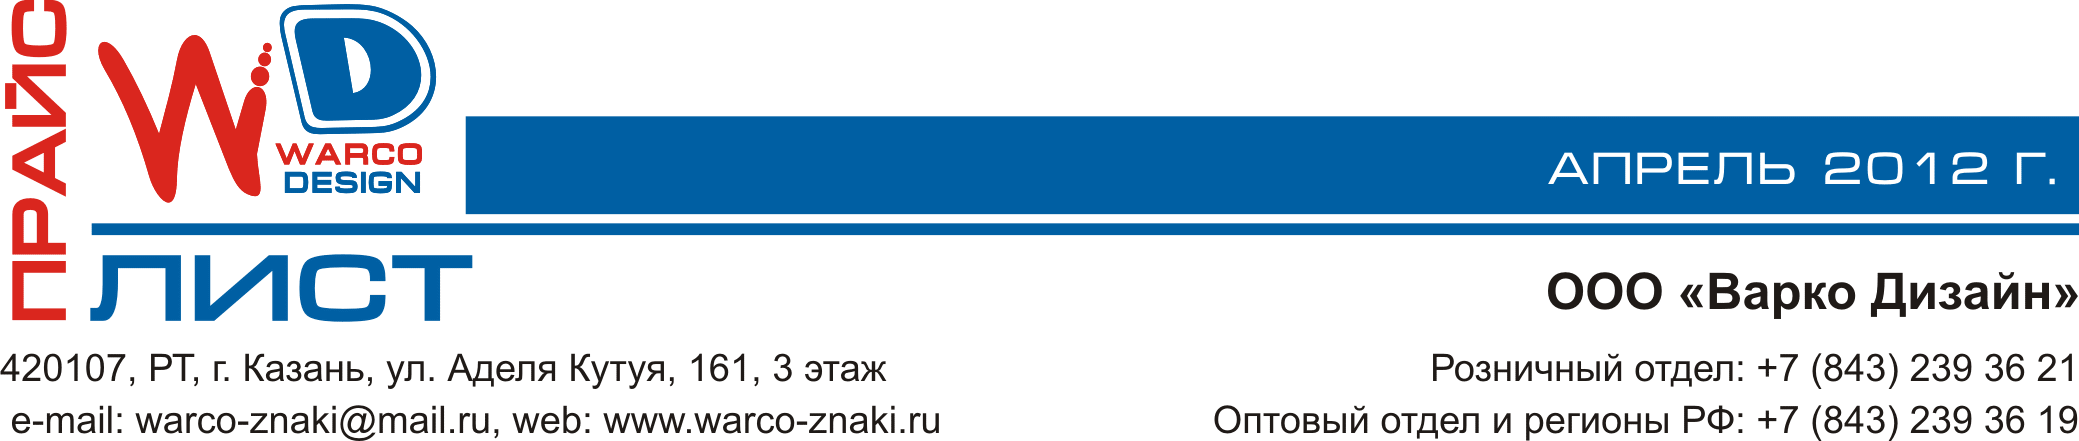 ПРАЙС
WD
WARCO
DESIGN
АПРЕЛЬ 2012 Г.
ЛИСТ
ООО «Варко Дизайн»
420107, РТ, г. Казань, ул. Аделя Кутуя, 161, 3 этаж
Розничный отдел: +7 (843) 239 36 21
e-mail: warco-znaki@mail.ru, web: www.warco-znaki.ru
Оптовый отдел и регионы РФ: +7 (843) 239 36 19